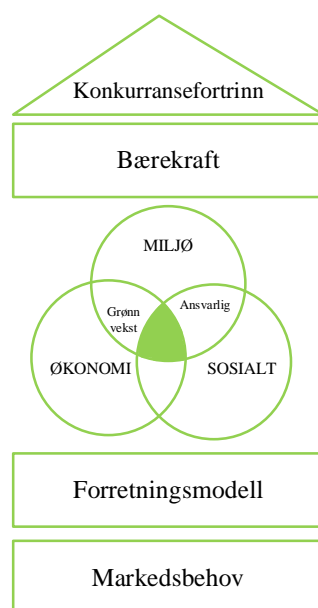 Konkurransefortrinn
Bærekraft
MILJØ
Grønn
vekst
Ansvarlig
ØKONOMI
SOSIALT
Forretningsmodell
Markedsbehov